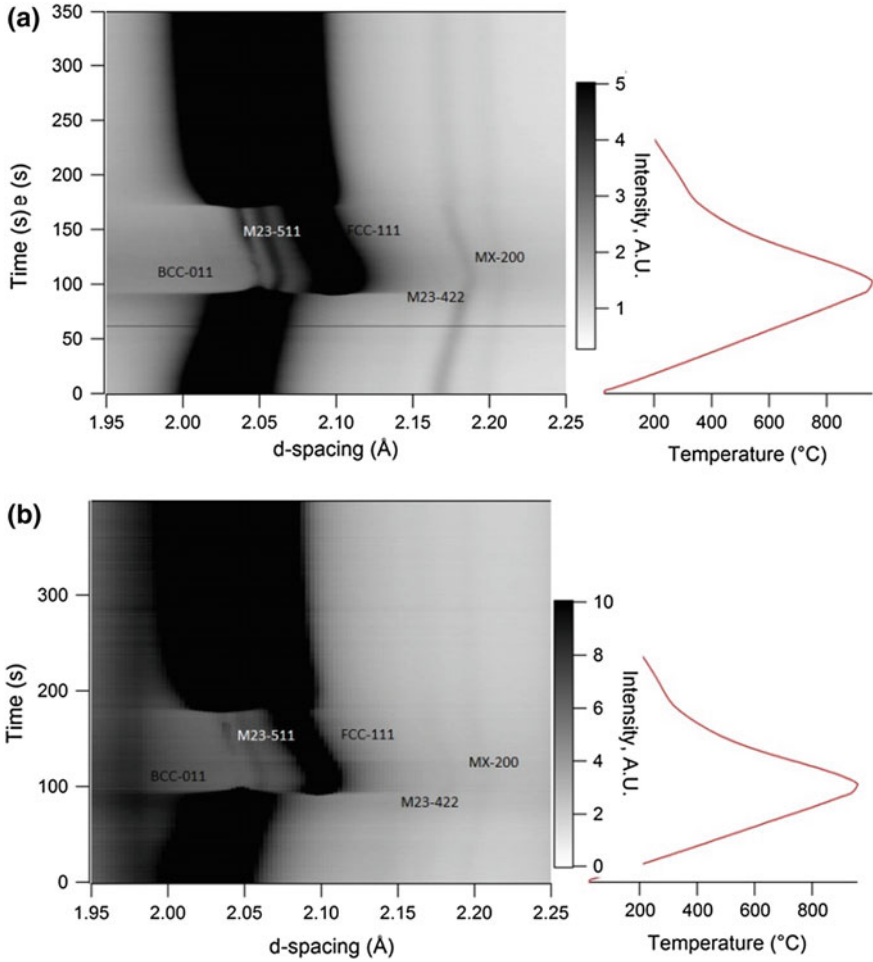 (a)
350
300
250
200
150
100
50
0
Time (s) e (s)
BCC-011
M23-511
FCC-111
MX-200
M23-422
1.95
2.00
2.05
2.10
2.15
2.20
2.25
d-spacing (Å)
5
4
3
2
1
Intensity, A.U.
200
400
600
800
Temperature (°C)
(b)
300
200
100
0
Time (s)
BCC-011
M23-511
FCC-111
MX-200
M23-422
1.95
2.00
2.05
2.10
2.15
2.20
2.25
d-spacing (Å)
10
8
6
4
2
0
Intensity, A.U.
200
400
600
800
Temperature (°C)